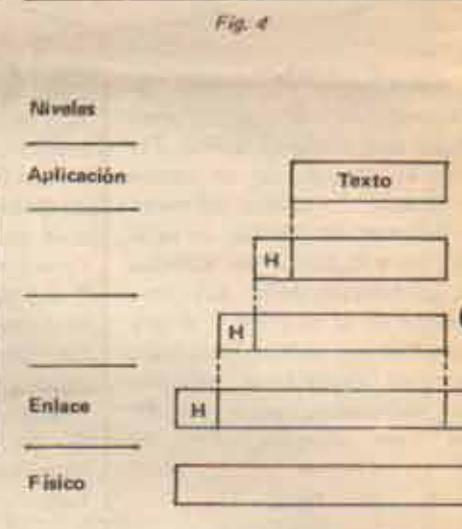 Fig. 4
Niveles
Aplicación
Texto
H
H
Enlace
H
Físico